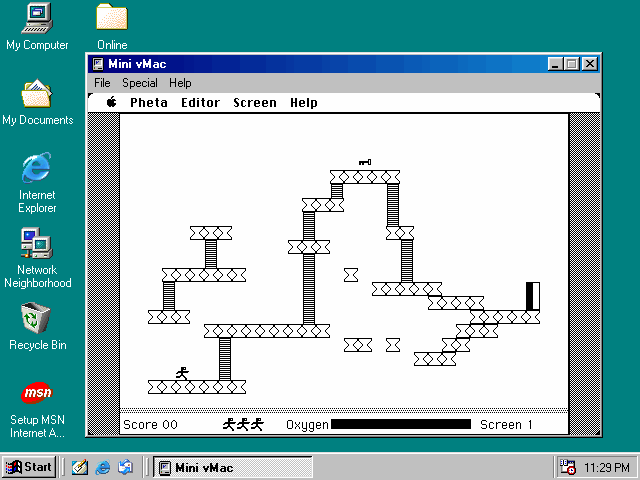 My Computer
Online
Mini vMac
File Special Help
Pheta Editor Screen Help
My Documents
Internet
Explorer
Network
Neighborhood
Recycle Bin
msn
Setup MSN
Internet A...
Score 00 Oxygen Screen 1
Start Mini vMac 11:29 PM